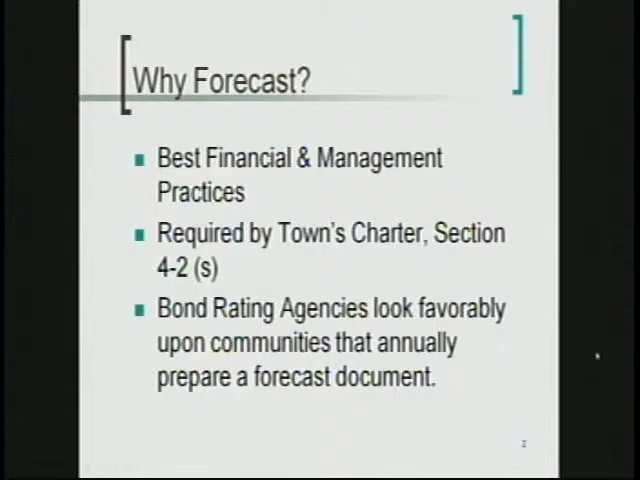 Why Forecast?
Best Financial & Management
Practices
Required by Town's Charter, Section
4-2 (s)
Bond Rating Agencies look favorably
upon communities that annually
prepare a forecast document.
2